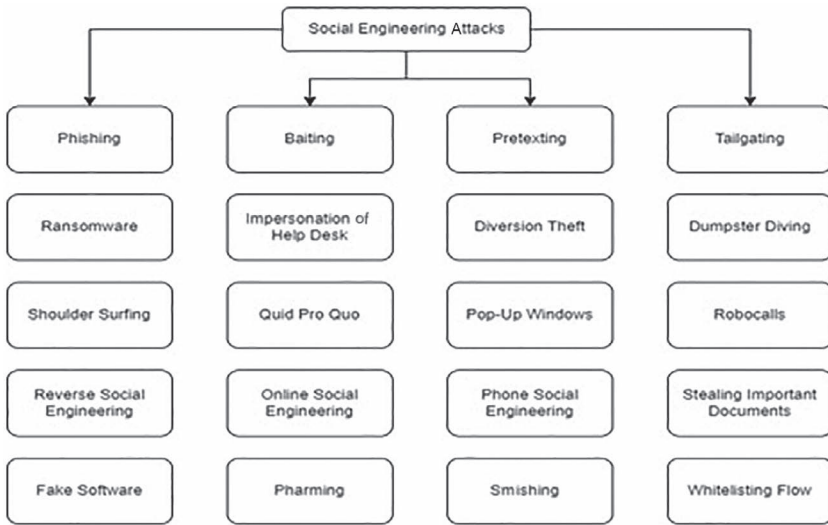 Social Engineering Attacks
Phishing
Baiting
Pretexting
Tailgating
Ransomware
Impersonation of
Help Desk
Diversion Theft
Dumpster Diving
Shoulder Surfing
Quid Pro Quo
Pop-Up Windows
Robocalls
Reverse Social
Engineering
Online Social
Engineering
Phone Social
Engineering
Stealing Important
Documents
Fake Software
Pharming
Smishing
Whitelisting Flow